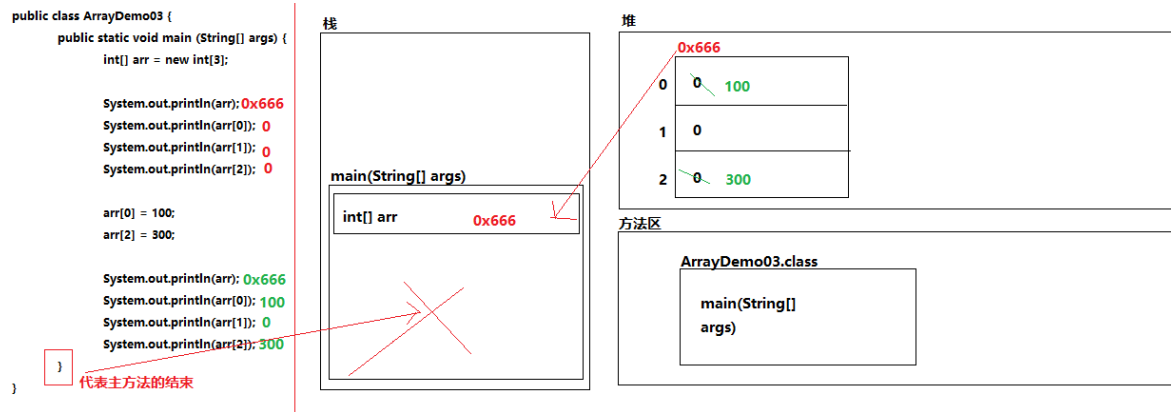 public class ArrayDemo03 {
public static void main (String[] args) {
int[] arr = new int[3];
System.out.println(arr); 0x666
System.out.println(arr[0]); 0
System.out.println(arr[1]); 0
System.out.println(arr[2]); 0
arr[0] = 100;
arr[2] = 300;
System.out.println(arr); 0x666
System.out.println(arr[0]); 100
System.out.println(arr[1]); 0
System.out.println(arr[2]); 300
}
代表主方法的结束
}
栈
main(String[] args)
int[] arr 0x666
堆
0x666
0 0 100
1 0
2 0 300
方法区
ArrayDemo03.class
main(String[]
args)